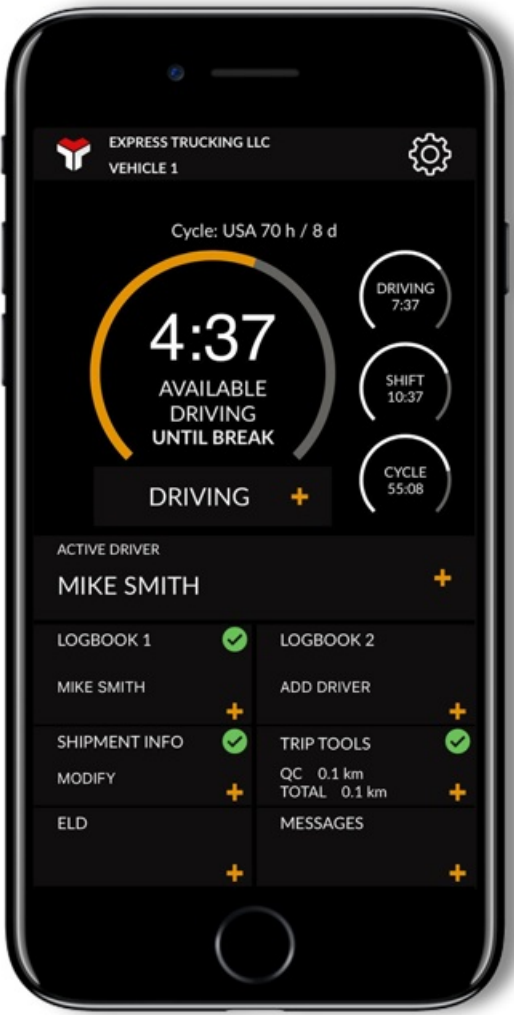 EXPRESS TRUCKING LLC
VEHICLE 1
Cycle: USA 70 h / 8 d
4:37
AVAILABLE
DRIVING
UNTIL BREAK
DRIVING
7:37
SHIFT
10:37
CYCLE
55:08
DRIVING +
ACTIVE DRIVER
MIKE SMITH +
LOGBOOK 1
MIKE SMITH
+
LOGBOOK 2
ADD DRIVER
+
SHIPMENT INFO
MODIFY
+
TRIP TOOLS
QC 0.1 km
TOTAL 0.1 km
+
ELD
+
MESSAGES
+